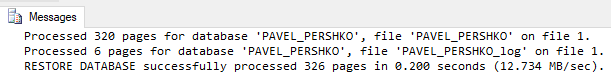 Messages
Processed 320 pages for database 'PAVEL_PERSHKO', file 'PAVEL_PERSHKO' on file 1.
Processed 6 pages for database 'PAVEL_PERSHKO', file 'PAVEL_PERSHKO_log' on file 1.
RESTORE DATABASE successfully processed 326 pages in 0.200 seconds (12.734 MB/sec).